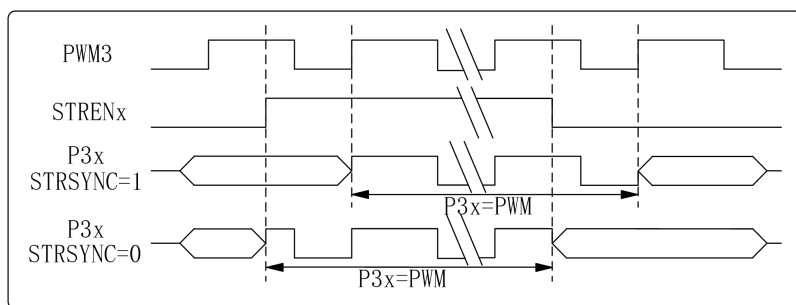 PWM3
STRENx
P3x
STRSYNC=1
P3x=PWM
P3x
STRSYNC=0
P3x=PWM